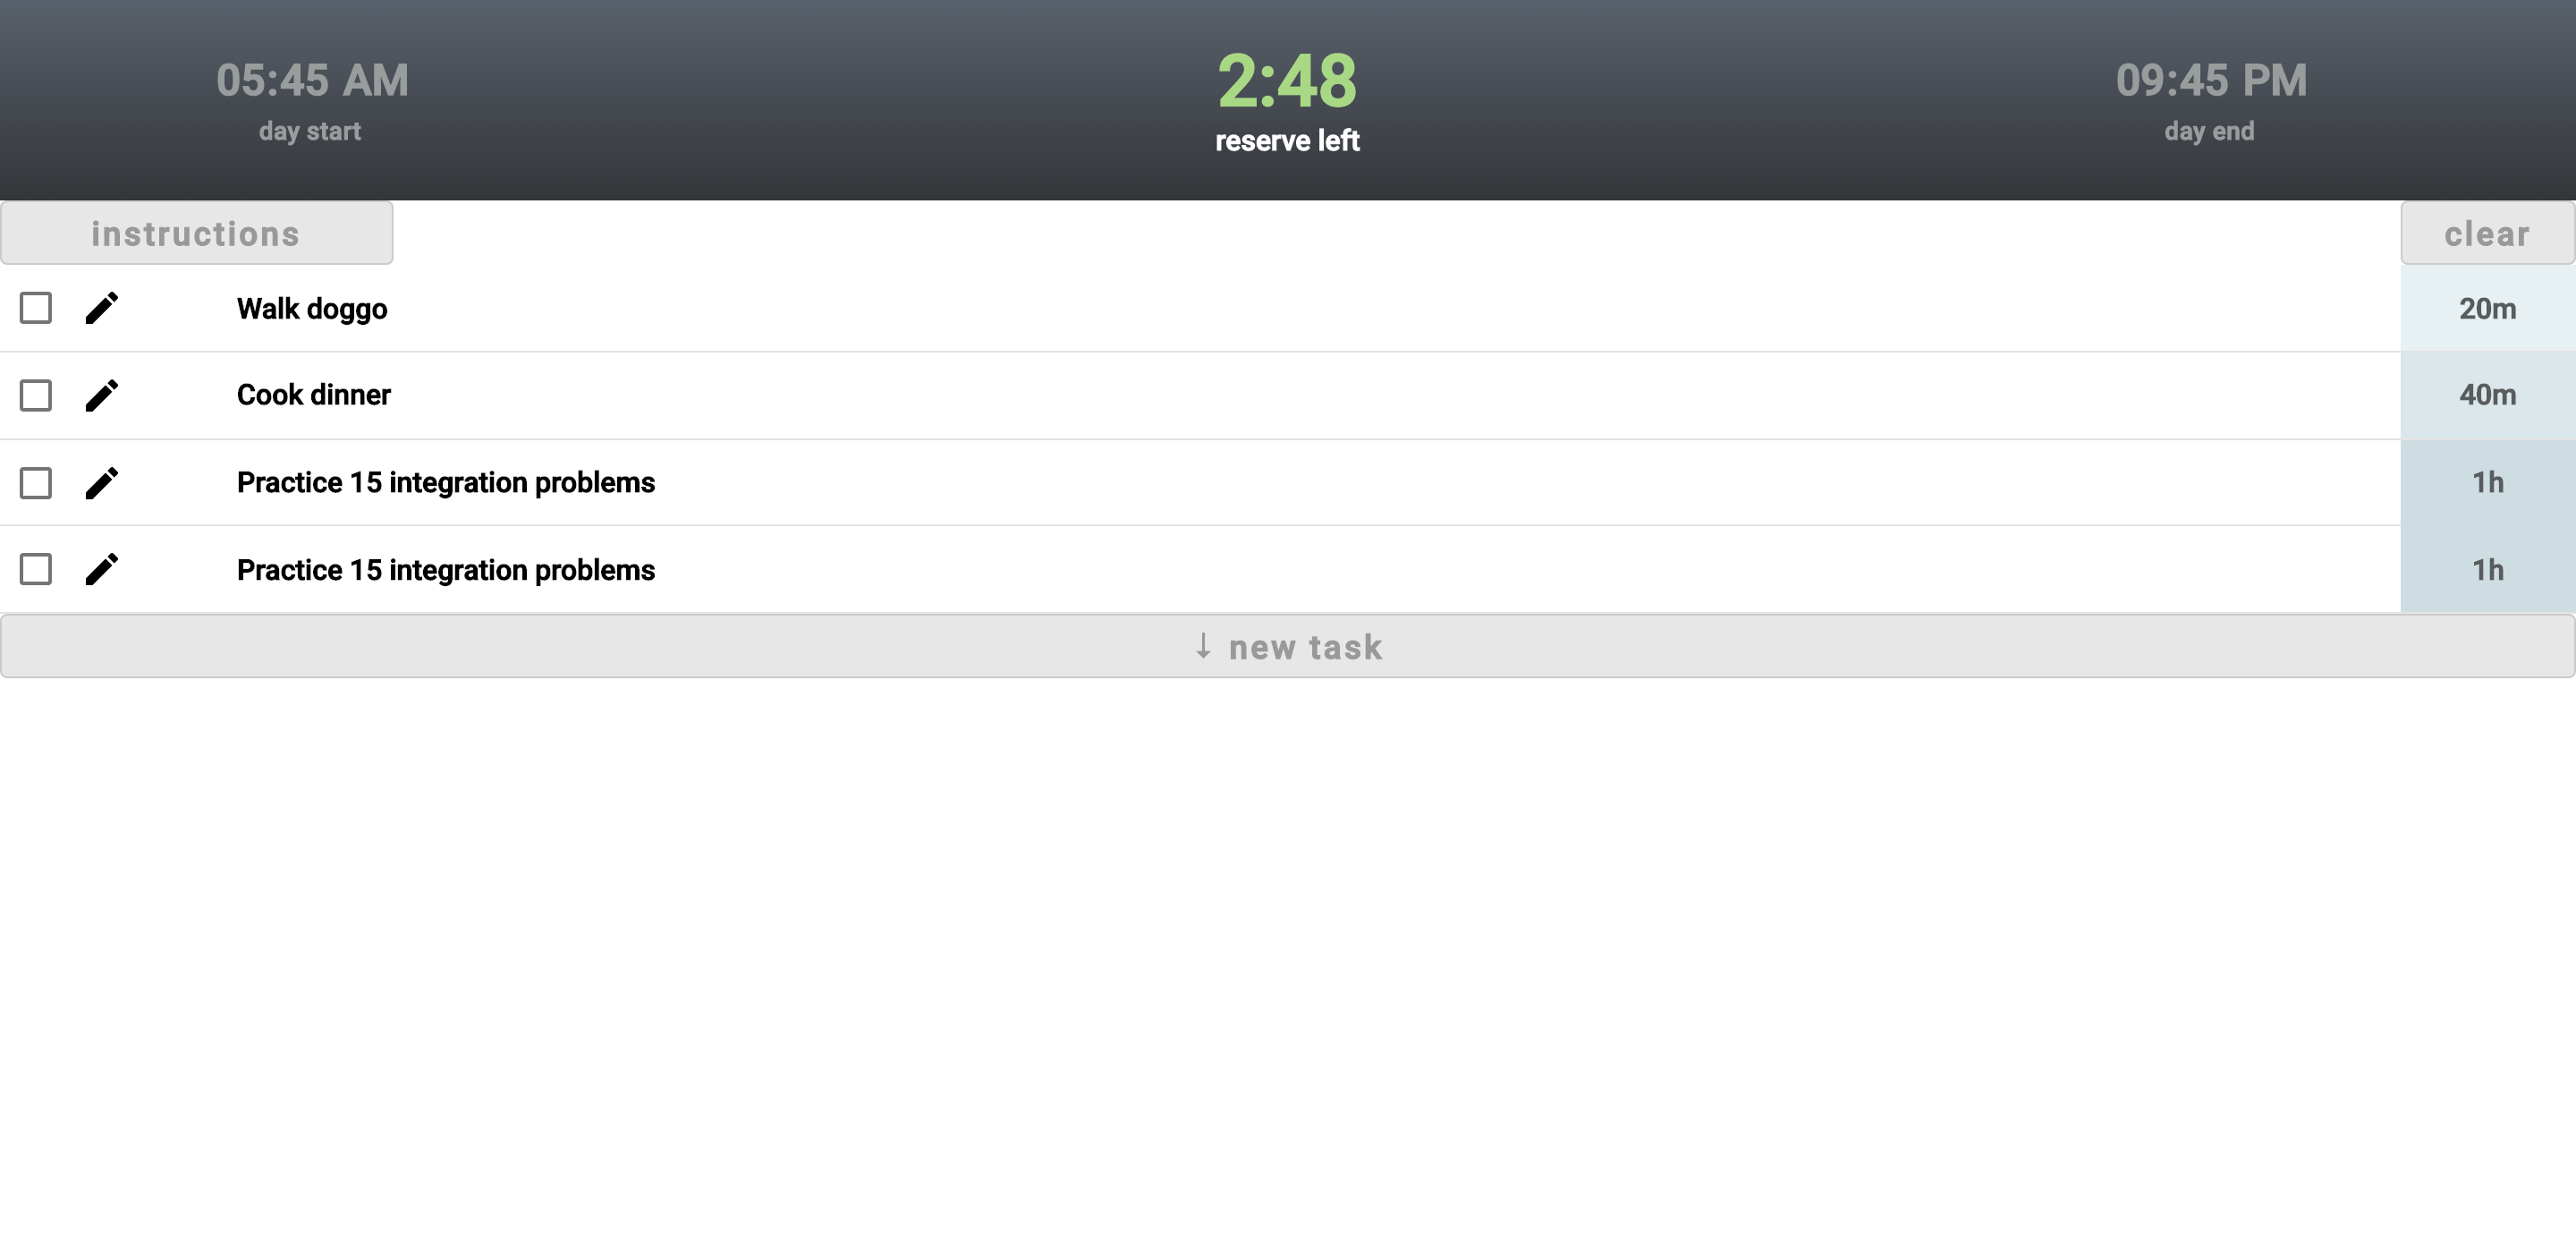 05:45 AM
day start
2:48
reserve left
09:45 PM
day end
instructions
clear
Walk doggo 20m
Cook dinner 40m
Practice 15 integration problems 1h
Practice 15 integration problems 1h
↓ new task